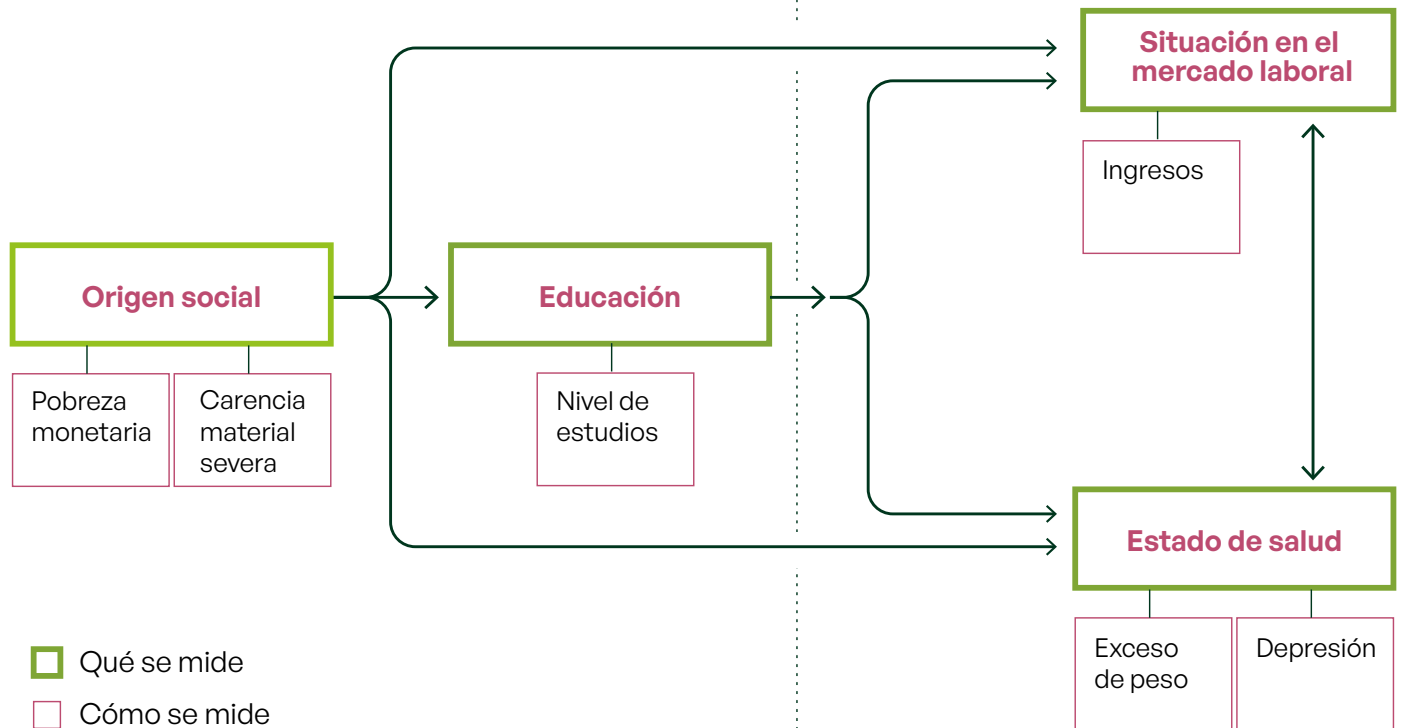 Situación en el
mercado laboral
Ingresos
Origen social
Educación
Pobreza
monetaria
Carencia
material
severa
Nivel de
estudios
Estado de salud
Exceso
de peso
Depresión
Qué se mide
Cómo se mide